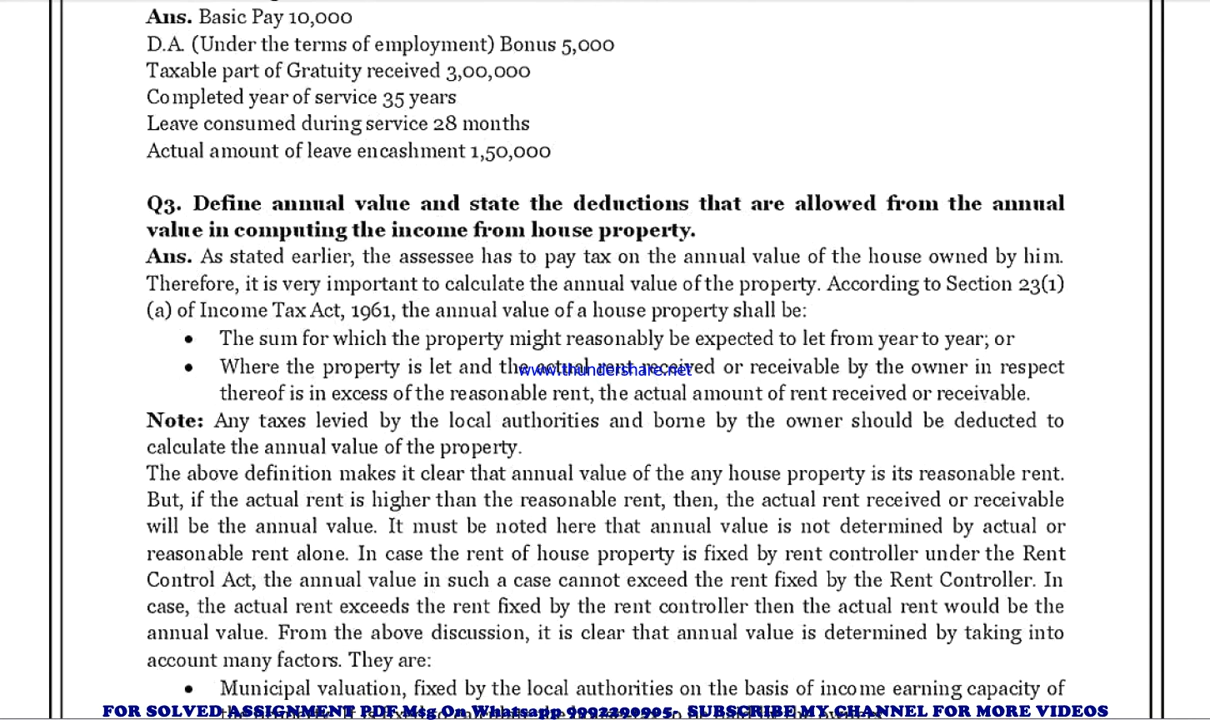 Ans. Basic Pay 10,000
D.A. (Under the terms of employment) Bonus 5,000
Taxable part of Gratuity received 3,00,000
Completed year of service 35 years
Leave consumed during service 28 months
Actual amount of leave encashment 1,50,000
Q3. Define annual value and state the deductions that are allowed from the annual
value in computing the income from house property.
Ans. As stated earlier, the assessee has to pay tax on the annual value of the house owned by him.
Therefore, it is very important to calculate the annual value of the property. According to Section 23(1)
(a) of Income Tax Act, 1961, the annual value of a house property shall be:
• The sum for which the property might reasonably be expected to let from year to year; or
• Where the property is let and the actual rent received or receivable by the owner in respect
www.thundershare.net
thereof is in excess of the reasonable rent, the actual amount of rent received or receivable.
Note: Any taxes levied by the local authorities and borne by the owner should be deducted to
calculate the annual value of the property.
The above definition makes it clear that annual value of the any house property is its reasonable rent.
But, if the actual rent is higher than the reasonable rent, then, the actual rent received or receivable
will be the annual value. It must be noted here that annual value is not determined by actual or
reasonable rent alone. In case the rent of house property is fixed by rent controller under the Rent
Control Act, the annual value in such a case cannot exceed the rent fixed by the Rent Controller. In
case, the actual rent exceeds the rent fixed by the rent controller then the actual rent would be the
annual value. From the above discussion, it is clear that annual value is determined by taking into
account many factors. They are:
• Municipal valuation, fixed by the local authorities on the basis of income earning capacity of
FOR SOLVED ASSIGNMENT PDF Msg On Whatsapp 9992390995- SUBSCRIBE MY CHANNEL FOR MORE VIDEOS